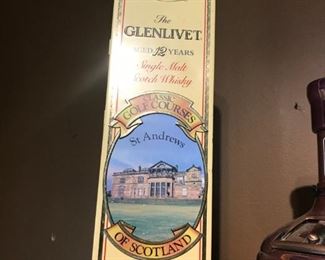 The
GLENLIVET
AGED 12 YEARS
Single Malt
Scotch Whisky
CLASSIC
GOLF COURSES
St Andrews
OF SCOTLAND